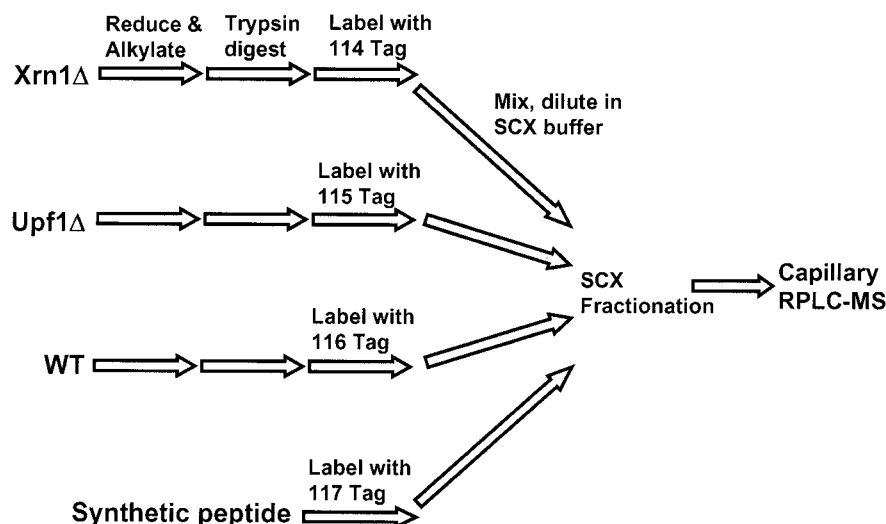 Reduce &
Alkylate
Trypsin
digest
Label with
114 Tag
Xrn1Δ
Mix, dilute in
SCX buffer
Label with
115 Tag
Upf1Δ
SCX
Fractionation
Capillary
RPLC-MS
Label with
116 Tag
WT
Label with
117 Tag
Synthetic peptide